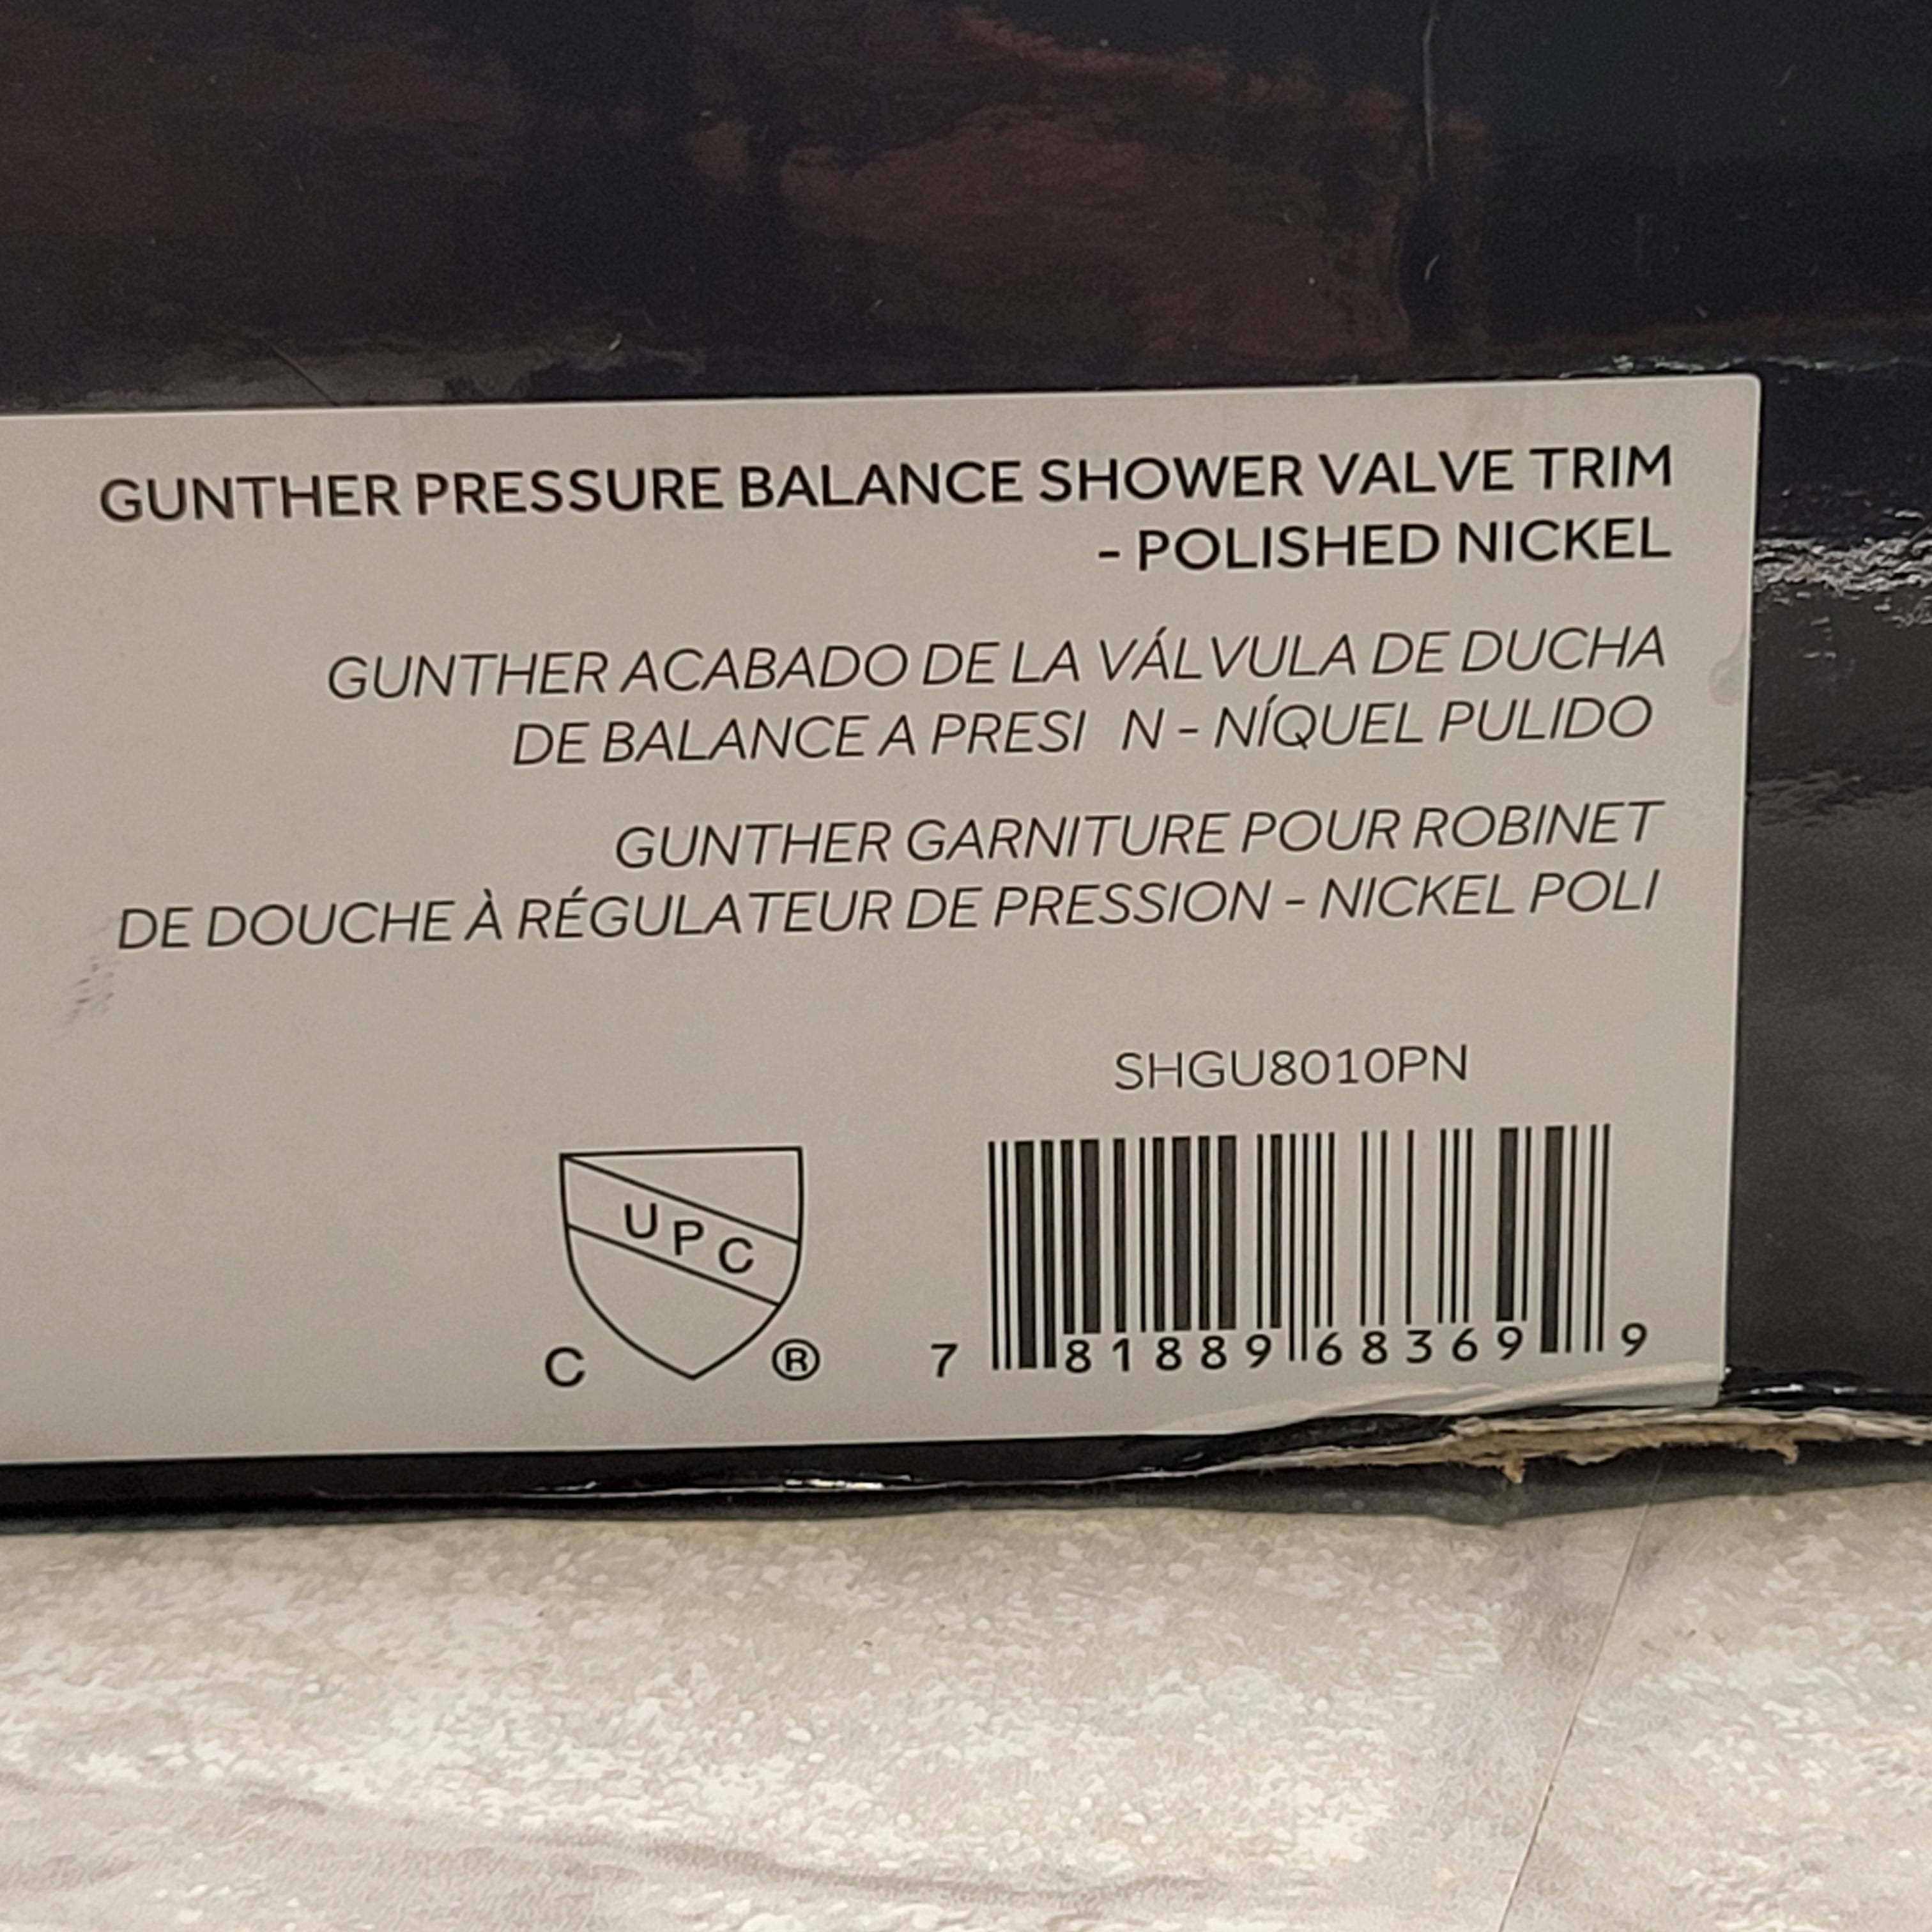 GUNTHER PRESSURE BALANCE SHOWER VALVE TRIM
- POLISHED NICKEL
GUNTHER ACABADO DE LA VÁLVULA DE DUCHA
DE BALANCE A PRESI N - NÍQUEL PULIDO
GUNTHER GARNITURE POUR ROBINET
DE DOUCHE À RÉGULATEUR DE PRESSION - NICKEL POLI
SHGU8010PN
UPC
C ®
7 81889 68369 9